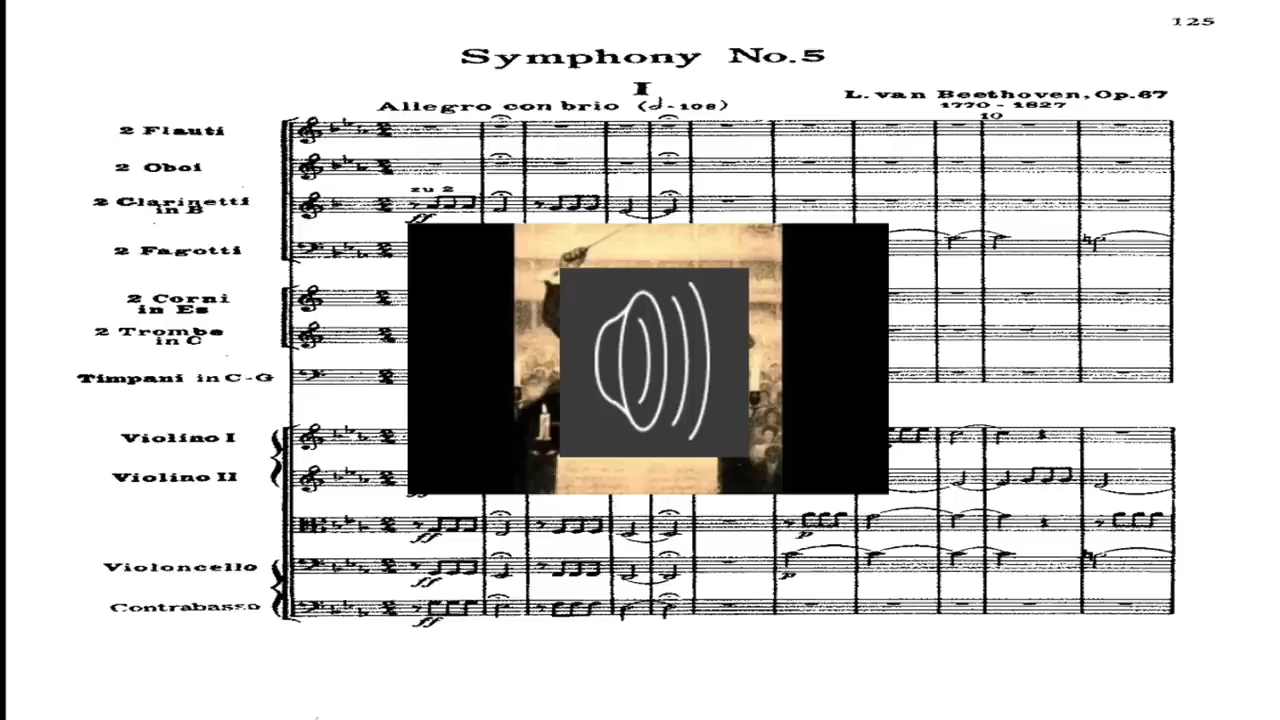 125
Symphony No.5
I
Allegro con brio (𝅗𝅥=108)
L. van Beethoven, Op.67
1770 - 1827
10
2 Flauti
2 Oboi
zu 2
2 Clarinetti
in B
ff
2 Fagotti
2 Corni
in Es
2 Trombe
in C
Timpani in C-G
Violino I
Violino II
ff
p
Violoncello
ff
p
Contrabasso
ff